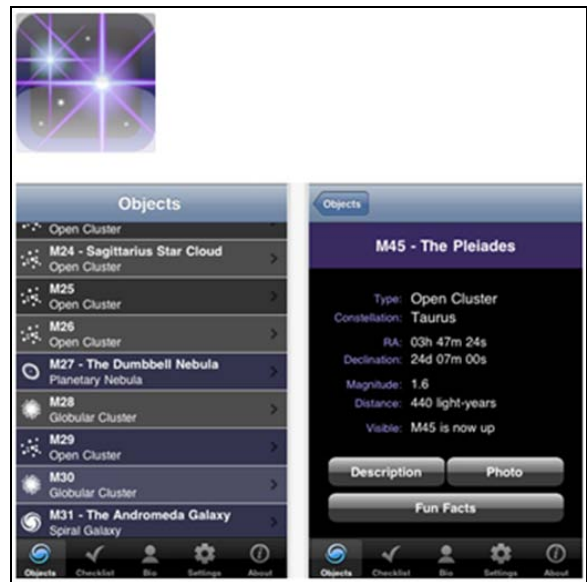 Objects
Open Cluster
M24 - Sagittarius Star Cloud
Open Cluster
M25
Open Cluster
M26
Open Cluster
M27 - The Dumbbell Nebula
Planetary Nebula
M28
Globular Cluster
M29
Open Cluster
M30
Globular Cluster
M31 - The Andromeda Galaxy
Spiral Galaxy
Objects Checklist Bio Settings About
Objects
M45 - The Pleiades
Type: Open Cluster
Constellation: Taurus
RA: 03h 47m 24s
Declination: 24d 07m 00s
Magnitude: 1.6
Distance: 440 light-years
Visible: M45 is now up
Description Photo
Fun Facts
Objects Checklist Bio Settings About